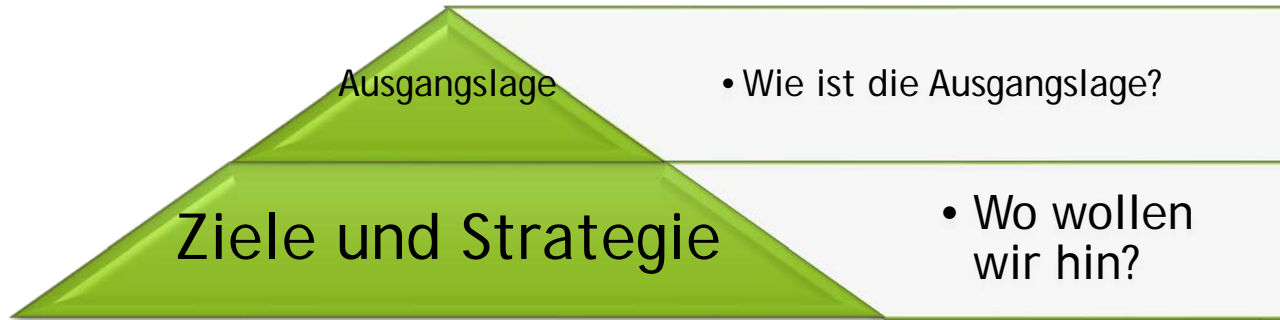 Ausgangslage
• Wie ist die Ausgangslage?
Ziele und Strategie
• Wo wollen
wir hin?